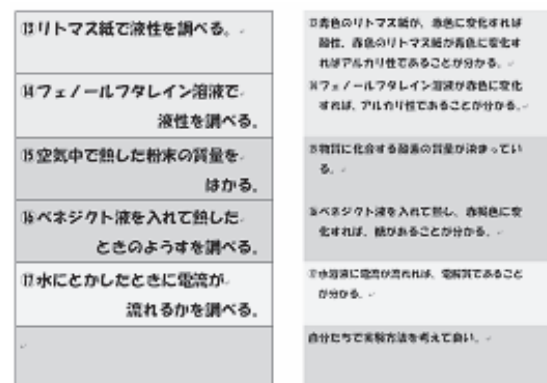 ⑬リトマス紙で液性を調べる。
⑭フェノールフタレイン溶液で
液性を調べる。
⑮空気中で熱した粉末の質量を
はかる。
⑯ベネジクト液を入れて熱した
ときのようすを調べる。
⑰水にとかしたときに電流が
流れるかを調べる。
⑬青色のリトマス紙が、赤色に変化すれば
酸性、赤色のリトマス紙が青色に変化す
ればアルカリ性であることが分かる。
⑭フェノールフタレイン溶液が赤色に変化
すれば、アルカリ性であることが分かる。
⑮物質に化合する酸素の質量が決まってい
る。
⑯ベネジクト液を入れて熱し、赤褐色に変
化すれば、糖があることが分かる。
⑰水溶液に電流が流れれば、電解質であること
が分かる。
自分たちで実験方法を考えて良い。